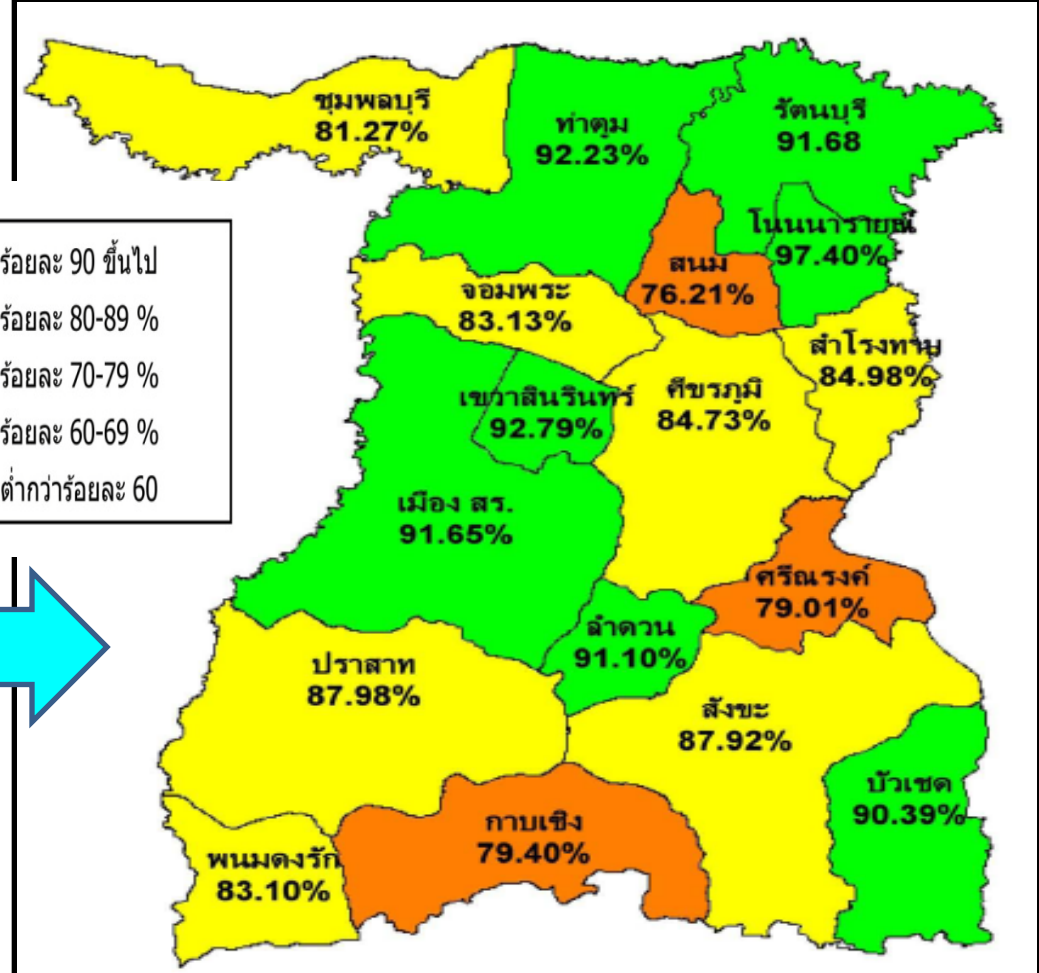 ชุมพลบุรี
81.27%
ท่าตูม
92.23%
รัตนบุรี
91.68
โนนนารายณ์
97.40%
สนม
76.21%
จอมพระ
83.13%
สำโรงทาบ
84.98%
ศีขรภูมิ
84.73%
เขวาสินรินทร์
92.79%
เมือง สร.
91.65%
ศรีณรงค์
79.01%
ลำดวน
91.10%
ปราสาท
87.98%
สังขะ
87.92%
บัวเชด
90.39%
กาบเชิง
79.40%
พนมดงรัก
83.10%
ร้อยละ 90 ขึ้นไป
ร้อยละ 80-89 %
ร้อยละ 70-79 %
ร้อยละ 60-69 %
ต่ำกว่าร้อยละ 60